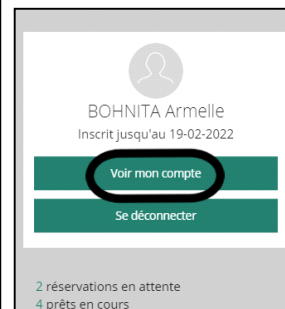 BOHNITA Armelle
Inscrit jusqu'au 19-02-2022
Voir mon compte
Se déconnecter
2 réservations en attente
4 prêts en cours